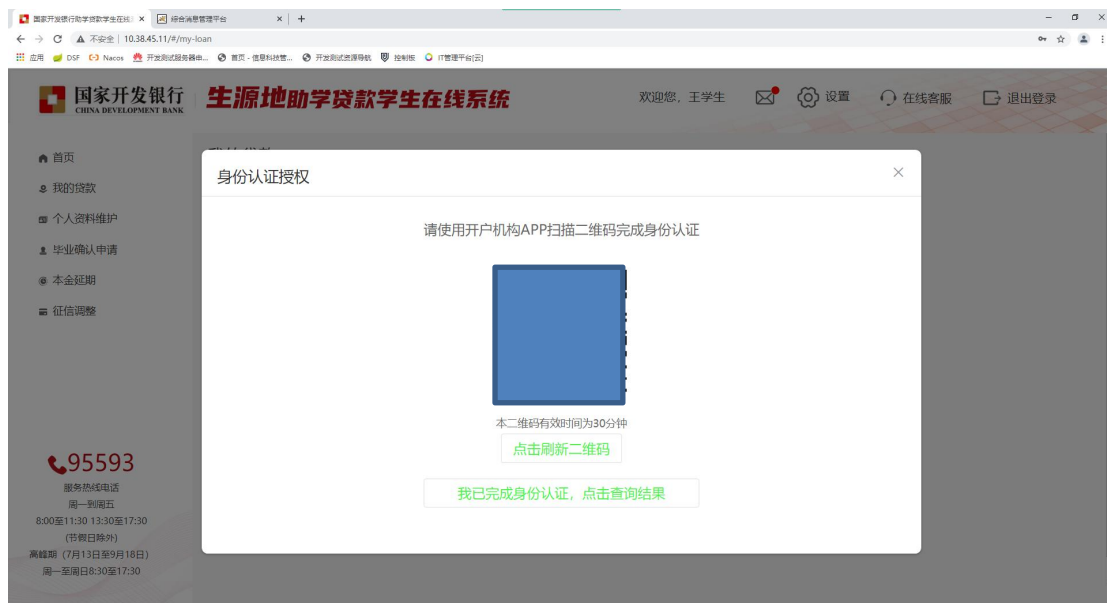 国家开发银行助学贷款学生在线
综合消息管理平台
不安全 | 10.38.45.11/#/my-loan
应用 DSF Nacos 开发测试服务器申... 首页 - 信息科技管... 开发测试资源导航 控制板 IT管理平台[云]
国家开发银行
CHINA DEVELOPMENT BANK
生源地助学贷款学生在线系统
欢迎您, 王学生 设置 在线客服 退出登录
首页
我的贷款
个人资料维护
毕业确认申请
本金延期
征信调整
95593
服务热线电话
周一到周五
8:00至11:30 13:30至17:30
(节假日除外)
高峰期 (7月13日至9月18日)
周一至周日8:30至17:30
身份认证授权
请使用开户机构APP扫描二维码完成身份认证
本二维码有效时间为30分钟
点击刷新二维码
我已完成身份认证, 点击查询结果